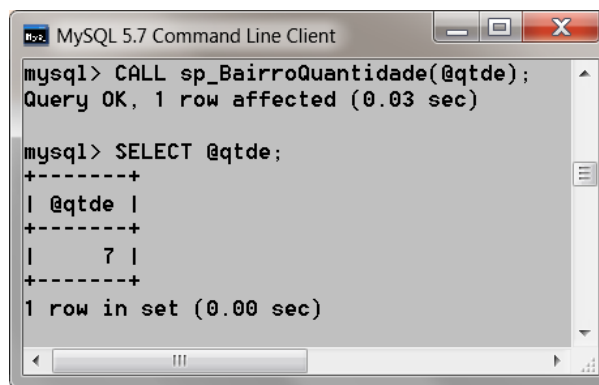 MySQL 5.7 Command Line Client
mysql> CALL sp_BairroQuantidade(@qtde);
Query OK, 1 row affected (0.03 sec)
mysql> SELECT @qtde;
+-------+
| @qtde |
+-------+
|     7 |
+-------+
1 row in set (0.00 sec)